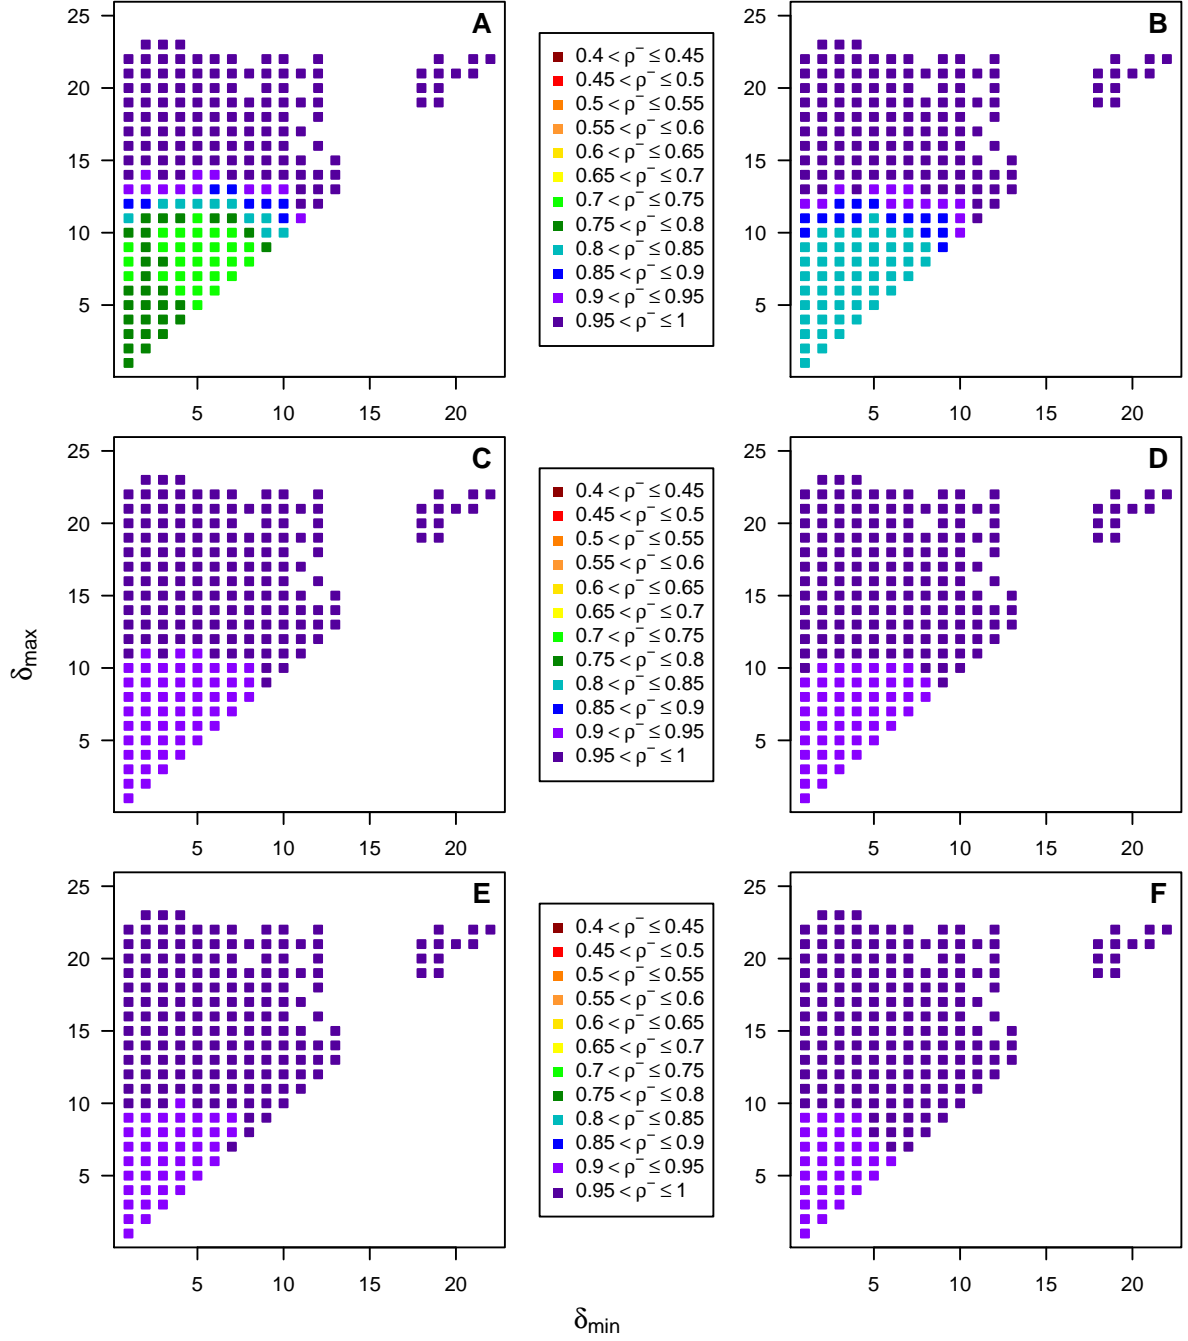 A
25
20
15
10
5
5 10 15 20
0.4 < ρ⁻ ≤ 0.45
0.45 < ρ⁻ ≤ 0.5
0.5 < ρ⁻ ≤ 0.55
0.55 < ρ⁻ ≤ 0.6
0.6 < ρ⁻ ≤ 0.65
0.65 < ρ⁻ ≤ 0.7
0.7 < ρ⁻ ≤ 0.75
0.75 < ρ⁻ ≤ 0.8
0.8 < ρ⁻ ≤ 0.85
0.85 < ρ⁻ ≤ 0.9
0.9 < ρ⁻ ≤ 0.95
0.95 < ρ⁻ ≤ 1
B
25
20
15
10
5
5 10 15 20
C
25
20
15
10
5
5 10 15 20
0.4 < ρ⁻ ≤ 0.45
0.45 < ρ⁻ ≤ 0.5
0.5 < ρ⁻ ≤ 0.55
0.55 < ρ⁻ ≤ 0.6
0.6 < ρ⁻ ≤ 0.65
0.65 < ρ⁻ ≤ 0.7
0.7 < ρ⁻ ≤ 0.75
0.75 < ρ⁻ ≤ 0.8
0.8 < ρ⁻ ≤ 0.85
0.85 < ρ⁻ ≤ 0.9
0.9 < ρ⁻ ≤ 0.95
0.95 < ρ⁻ ≤ 1
D
25
20
15
10
5
5 10 15 20
δmax
E
25
20
15
10
5
5 10 15 20
0.4 < ρ⁻ ≤ 0.45
0.45 < ρ⁻ ≤ 0.5
0.5 < ρ⁻ ≤ 0.55
0.55 < ρ⁻ ≤ 0.6
0.6 < ρ⁻ ≤ 0.65
0.65 < ρ⁻ ≤ 0.7
0.7 < ρ⁻ ≤ 0.75
0.75 < ρ⁻ ≤ 0.8
0.8 < ρ⁻ ≤ 0.85
0.85 < ρ⁻ ≤ 0.9
0.9 < ρ⁻ ≤ 0.95
0.95 < ρ⁻ ≤ 1
F
25
20
15
10
5
5 10 15 20
δmin